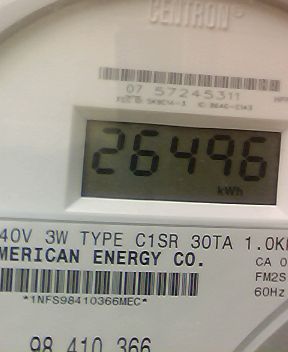 CENTRON®
07 57245311
26496
kWh
40V 3W TYPE C1SR 30TA 1.0K
MERICAN ENERGY CO.
CA 0
FM2S
60Hz
*1NFS98410366MEC*
98 410 366